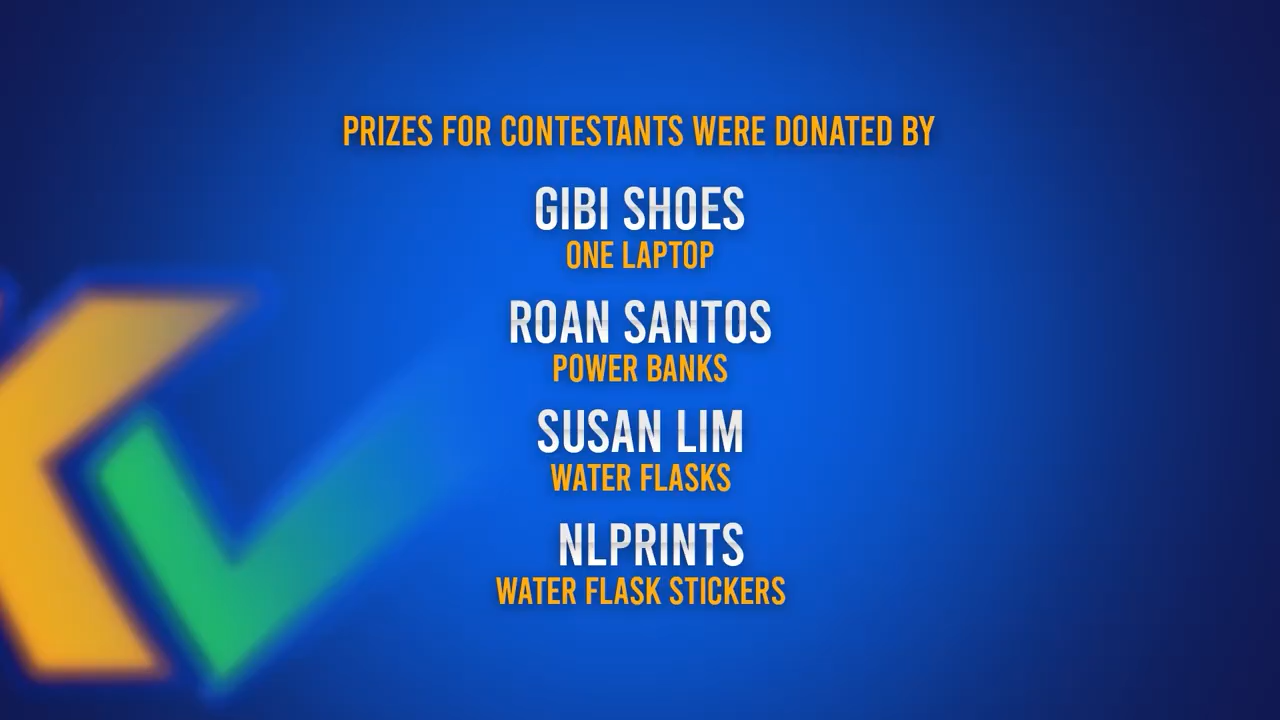 PRIZES FOR CONTESTANTS WERE DONATED BY
GIBI SHOES
ONE LAPTOP
ROAN SANTOS
POWER BANKS
SUSAN LIM
WATER FLASKS
NLPRINTS
WATER FLASK STICKERS